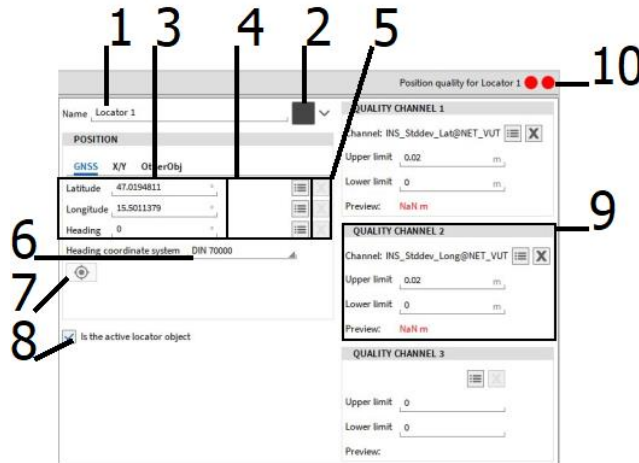 1 3 4 2 5
Position quality for Locator 1 10
Name Locator 1
POSITION
GNSS X/Y OtherObj
Latitude 47.0194811 °
Longitude 15.5011379 °
Heading 0 °
6 Heading coordinate system DIN 70000
7
8 Is the active locator object
QUALITY CHANNEL 1
Channel: INS_Stddev_Lat@NET_VUT X
Upper limit 0.02 m
Lower limit 0 m
Preview: NaN m
QUALITY CHANNEL 2 9
Channel: INS_Stddev_Long@NET_VUT X
Upper limit 0.02 m
Lower limit 0 m
Preview: NaN m
QUALITY CHANNEL 3
Upper limit 0
Lower limit 0
Preview: